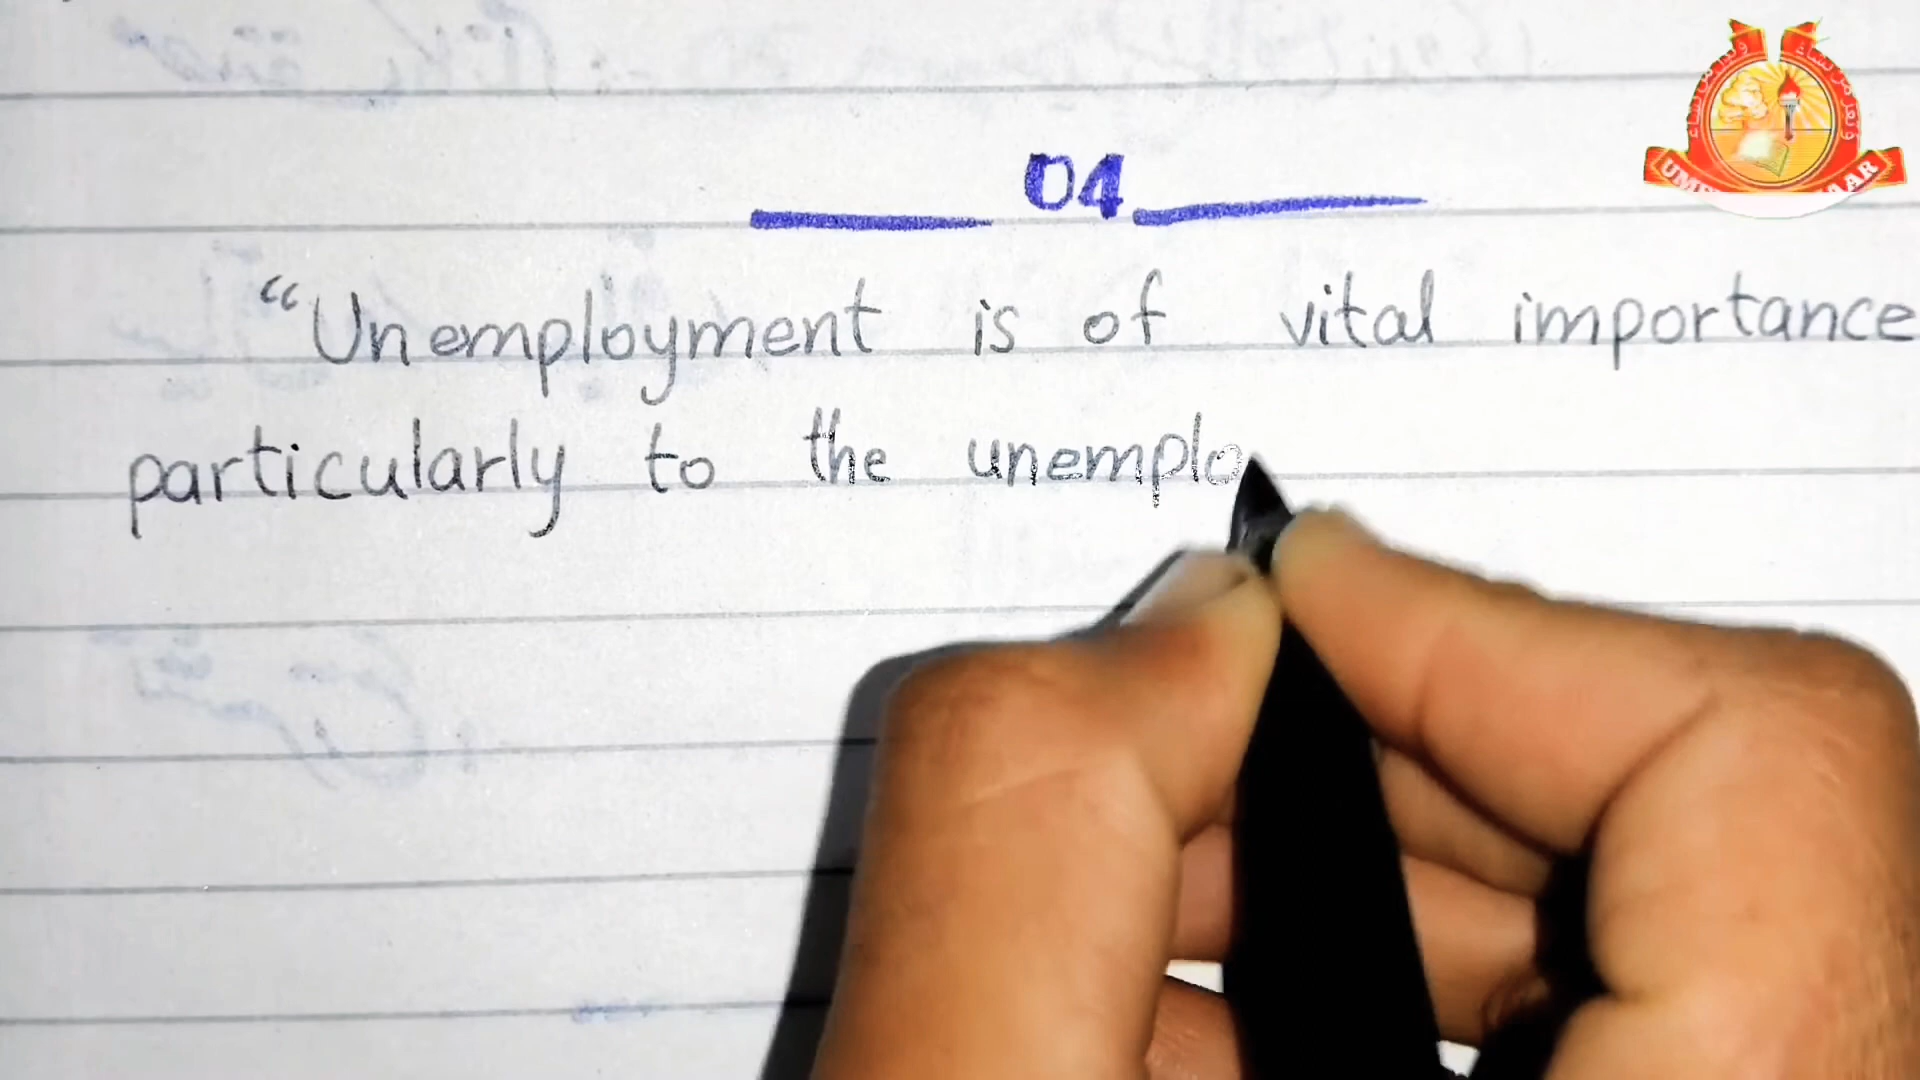 04
“Unemployment is of vital importance
particularly to the unemplo